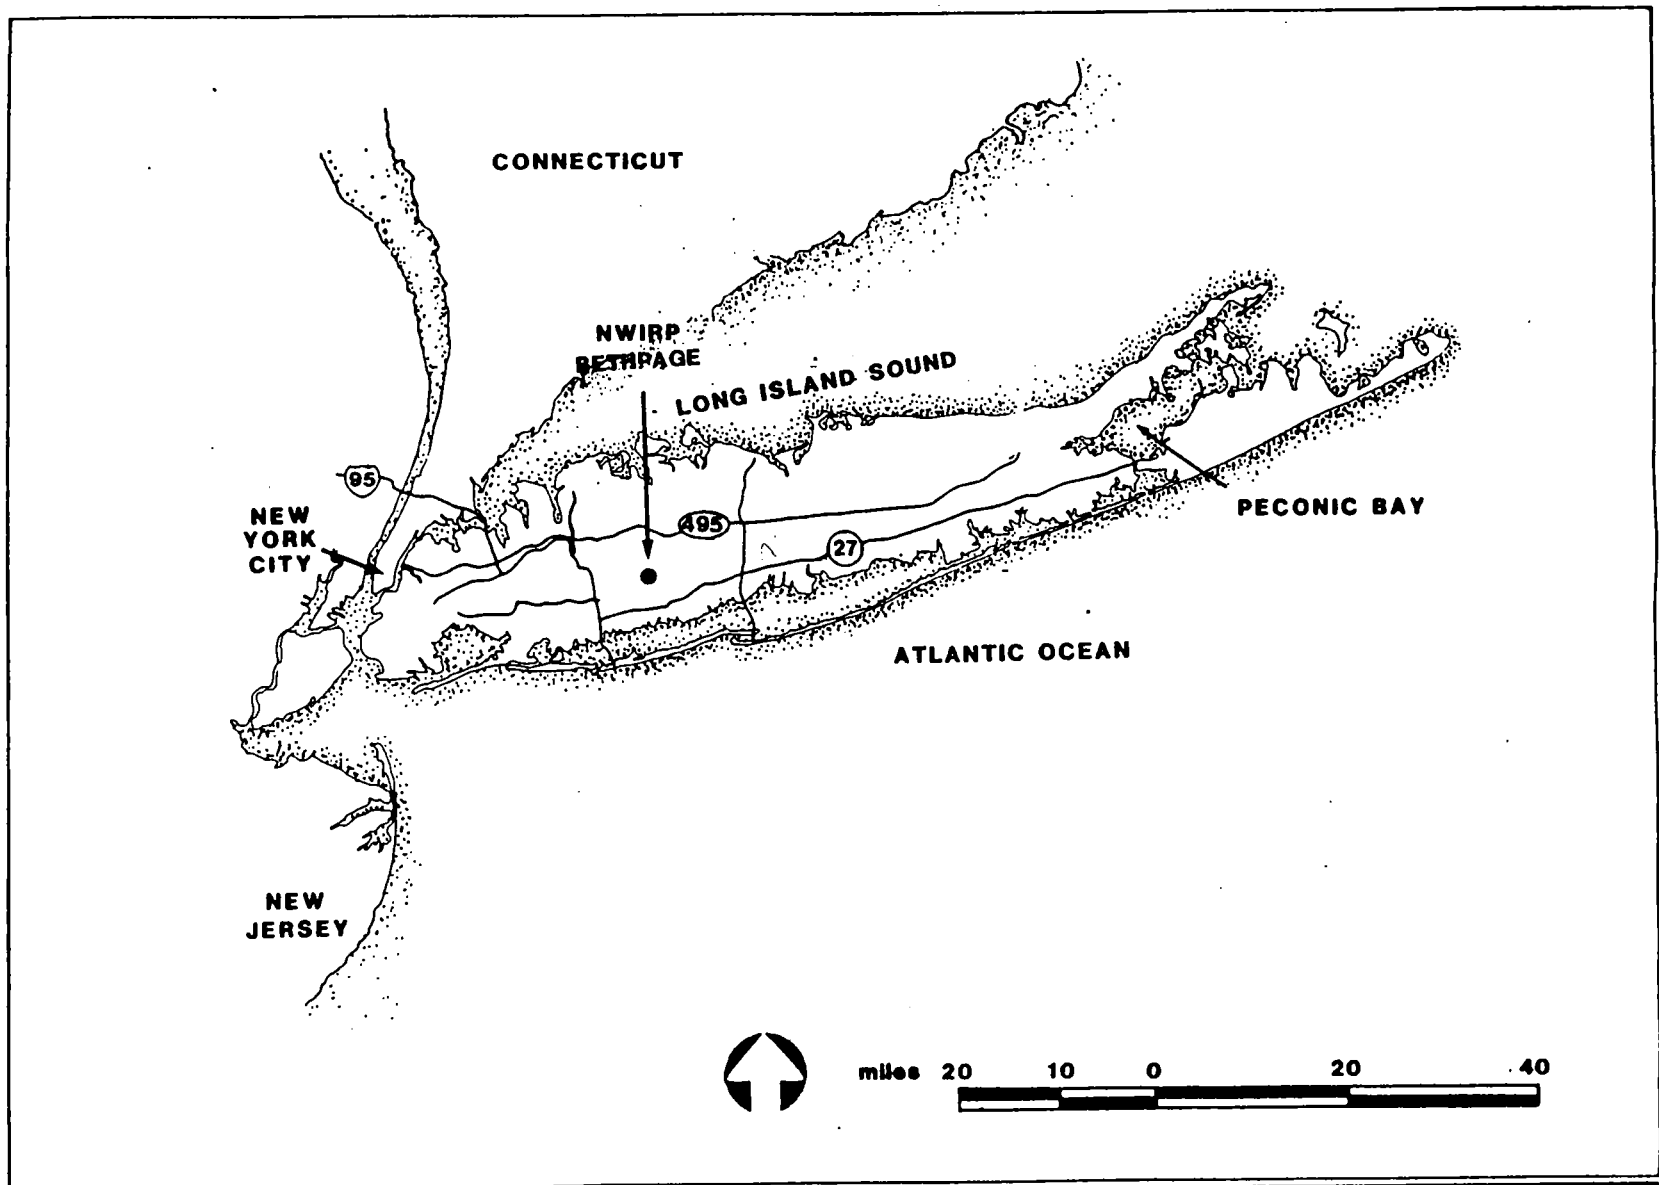 CONNECTICUT
NWIRP
BETHPAGE
LONG ISLAND SOUND
95
NEW
YORK
CITY
495
27
PECONIC BAY
ATLANTIC OCEAN
NEW
JERSEY
miles 20 10 0 20 40